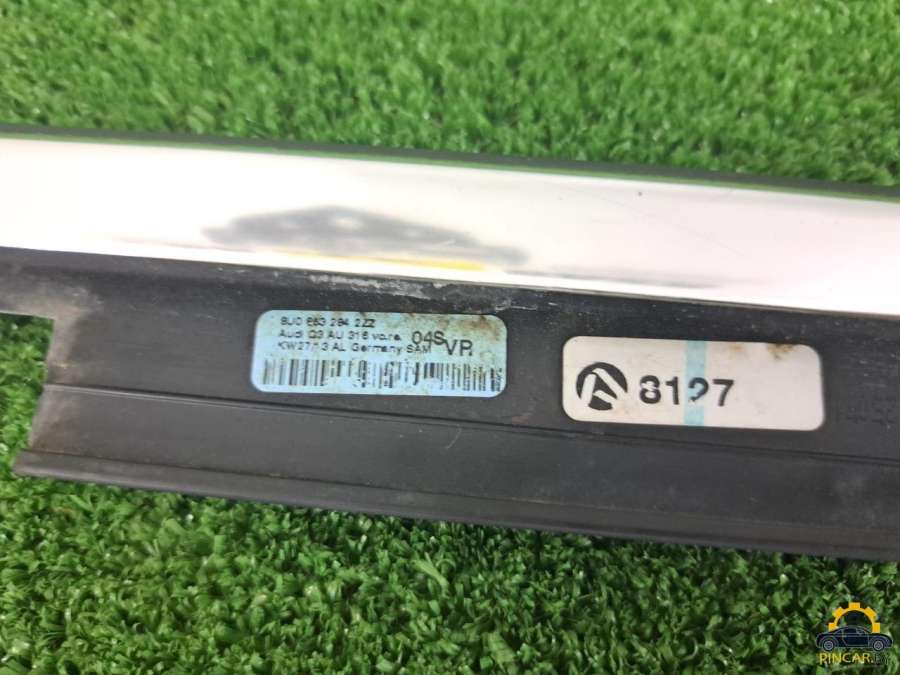 8U0 853 284 2ZZ
Audi Q3 AU 316 vo.re. 04S VR
KW27/13 AL Germany SAM
8127
PINCAR.BY